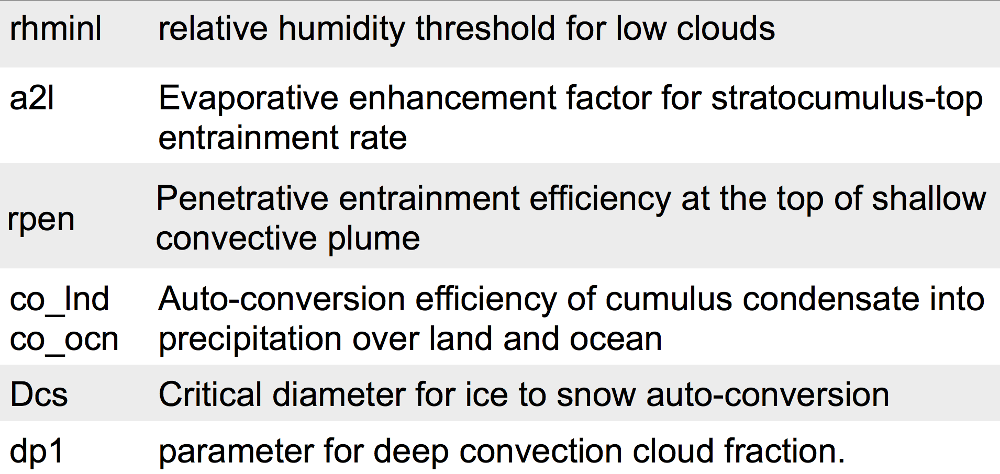 rhminl relative humidity threshold for low clouds
a2l Evaporative enhancement factor for stratocumulus-top
entrainment rate
rpen Penetrative entrainment efficiency at the top of shallow
convective plume
co_lnd Auto-conversion efficiency of cumulus condensate into
co_ocn precipitation over land and ocean
Dcs Critical diameter for ice to snow auto-conversion
dp1 parameter for deep convection cloud fraction.